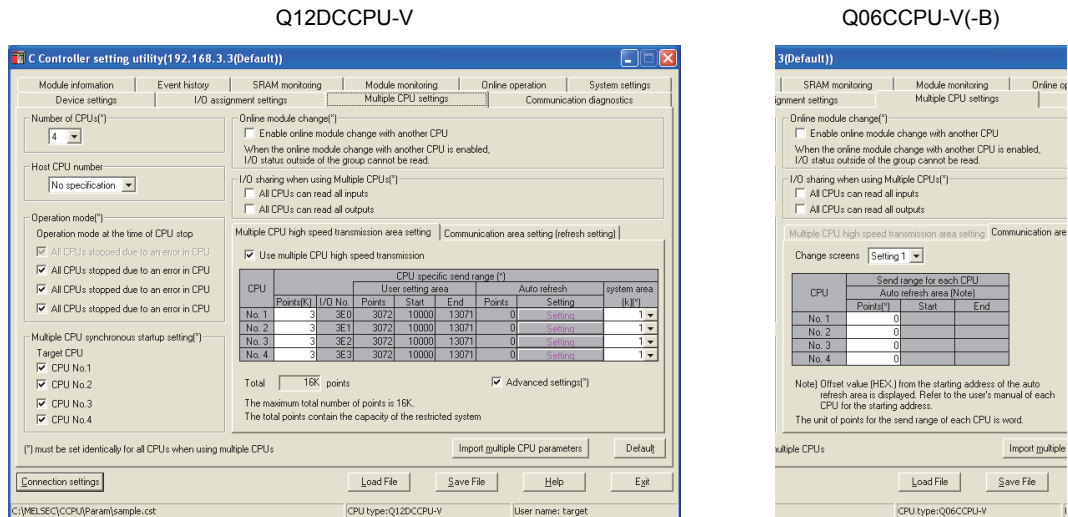 Q12DCCPU-V
Q06CCPU-V(-B)
C Controller setting utility(192.168.3.3(Default))
Module information Event history SRAM monitoring Module monitoring Online operation System settings
Device settings I/O assignment settings Multiple CPU settings Communication diagnostics
Number of CPUs(*)
4
Host CPU number
No specification
Operation mode(*)
Operation mode at the time of CPU stop
All CPUs stopped due to an error in CPU
All CPUs stopped due to an error in CPU
All CPUs stopped due to an error in CPU
All CPUs stopped due to an error in CPU
Multiple CPU synchronous startup setting(*)
Target CPU
CPU No.1
CPU No.2
CPU No.3
CPU No.4
Online module change(*)
Enable online module change with another CPU
When the online module change with another CPU is enabled,
I/O status outside of the group cannot be read.
I/O sharing when using Multiple CPUs(*)
All CPUs can read all inputs
All CPUs can read all outputs
Multiple CPU high speed transmission area setting Communication area setting (refresh setting)
Use multiple CPU high speed transmission
CPU specific send range (*)
CPU User setting area Auto refresh system area
Points(K) I/O No. Points Start End Points Setting (k)(*)
No. 1 3 3E0 3072 10000 13071 0 Setting 1
No. 2 3 3E1 3072 10000 13071 0 Setting 1
No. 3 3 3E2 3072 10000 13071 0 Setting 1
No. 4 3 3E3 3072 10000 13071 0 Setting 1
Total 16K points Advanced settings(*)
The maximum total number of points is 16K.
The total points contain the capacity of the restricted system
(*) must be set identically for all CPUs when using multiple CPUs Import multiple CPU parameters Default
Connection settings Load File Save File Help Exit
C:\MELSEC\CCPU\Param\sample.cst CPU type:Q12DCCPU-V User name: target
.3(Default))
SRAM monitoring Module monitoring Online op
ignment settings Multiple CPU settings
Online module change(*)
Enable online module change with another CPU
When the online module change with another CPU is enabled,
I/O status outside of the group cannot be read.
I/O sharing when using Multiple CPUs(*)
All CPUs can read all inputs
All CPUs can read all outputs
Multiple CPU high speed transmission area setting Communication are
Change screens Setting 1
Send range for each CPU
CPU Auto refresh area (Note)
Points(*) Start End
No. 1 0
No. 2 0
No. 3 0
No. 4 0
Note) Offset value (HEX.) from the starting address of the auto
refresh area is displayed. Refer to the user's manual of each
CPU for the starting address.
The unit of points for the send range of each CPU is word.
ultiple CPUs Import multiple
Load File Save File
CPU type:Q06CCPU-V